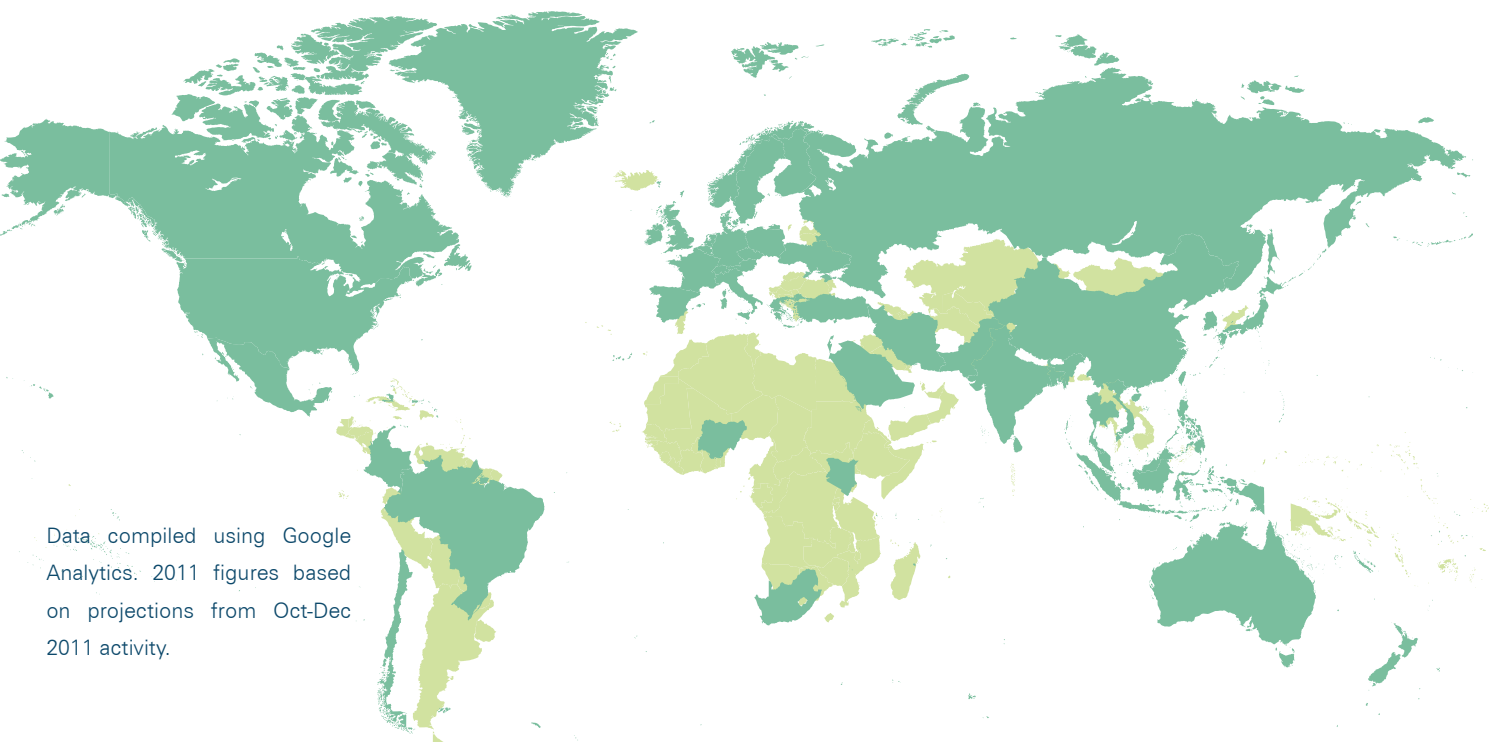 Data compiled using Google
Analytics. 2011 figures based
on projections from Oct-Dec
2011 activity.